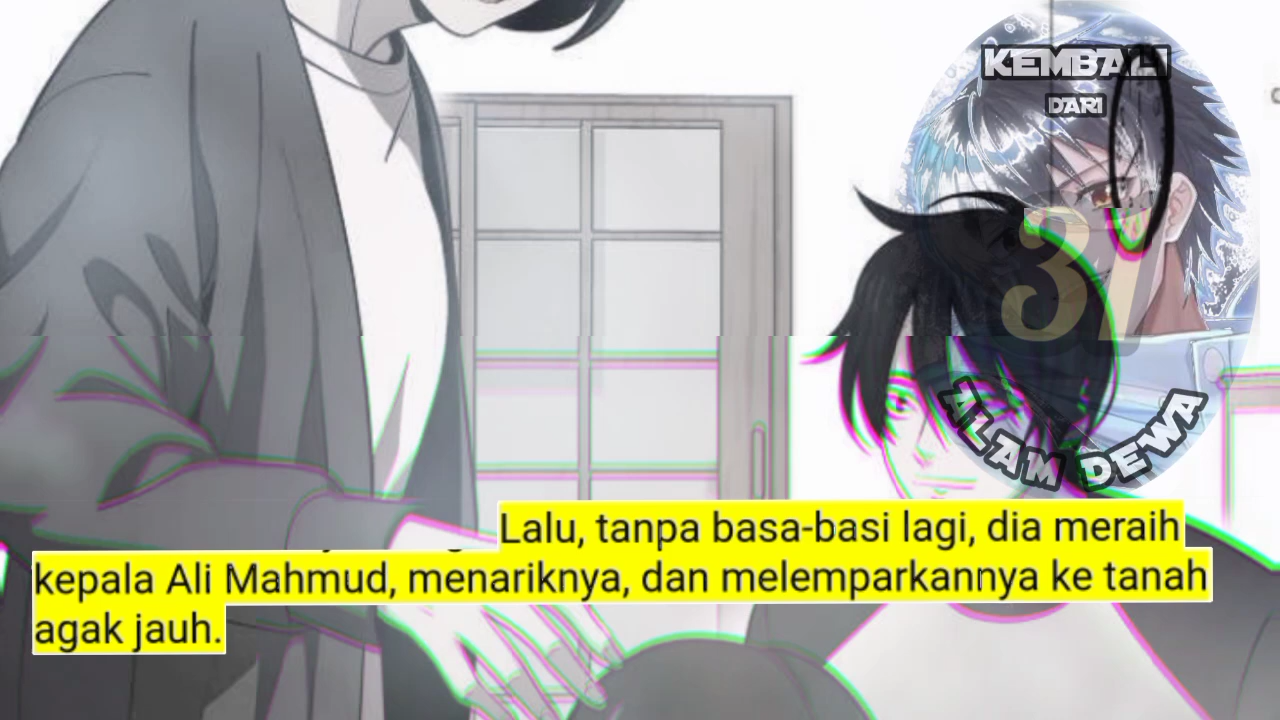 KEMBALI
DARI
37
ALAM DEWA
Lalu, tanpa basa-basi lagi, dia meraih
kepala Ali Mahmud, menariknya, dan melemparkannya ke tanah
agak jauh.